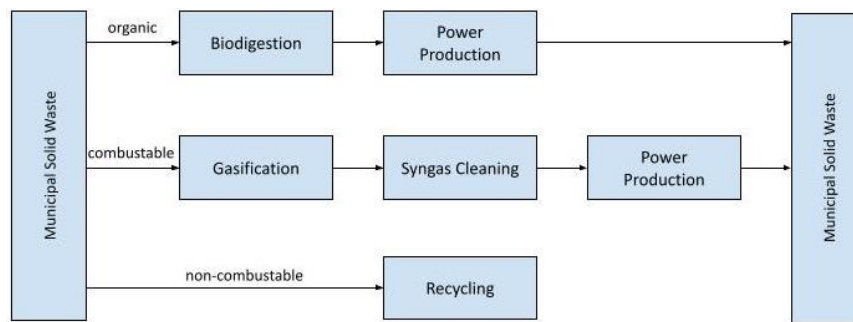 Municipal Solid Waste
organic
Biodigestion
Power
Production
combustable
Gasification
Syngas Cleaning
Power
Production
non-combustable
Recycling
Municipal Solid Waste